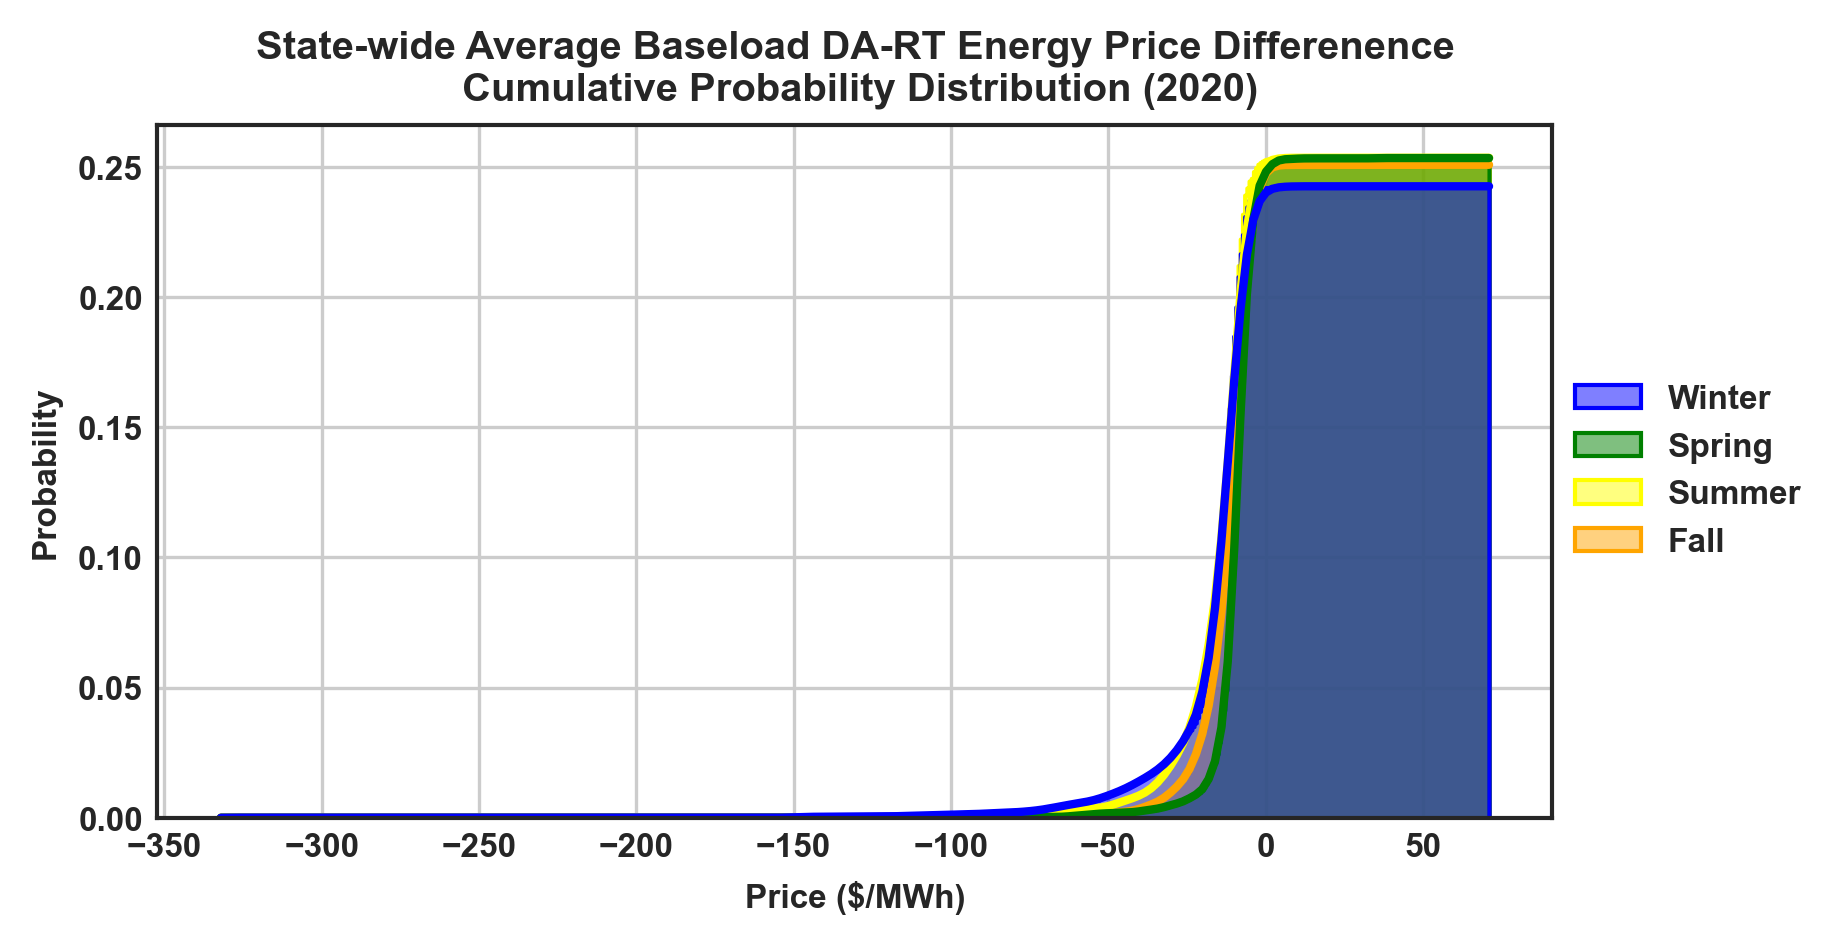 State-wide Average Baseload DA-RT Energy Price Differenence
Cumulative Probability Distribution (2020)
0.25
0.20
0.15
0.10
0.05
0.00
Probability
−350 −300 −250 −200 −150 −100 −50 0 50
Price ($/MWh)
Winter
Spring
Summer
Fall